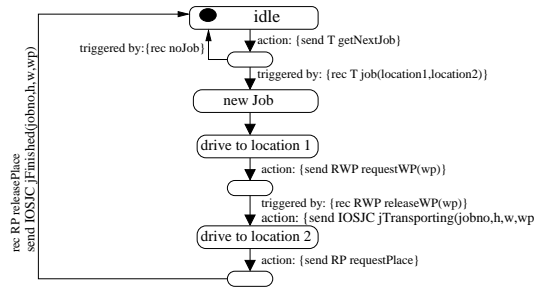 idle
action: {send T getNextJob}
triggered by:{rec noJob}
triggered by: {rec T job(location1,location2)}
new Job
drive to location 1
action: {send RWP requestWP(wp)}
triggered by: {rec RWP releaseWP(wp)}
action: {send IOSJC jTransporting(jobno,h,w,wp
drive to location 2
action: {send RP requestPlace}
rec RP releasePlace
send IOSJC jFinished(jobno,h,w,wp)